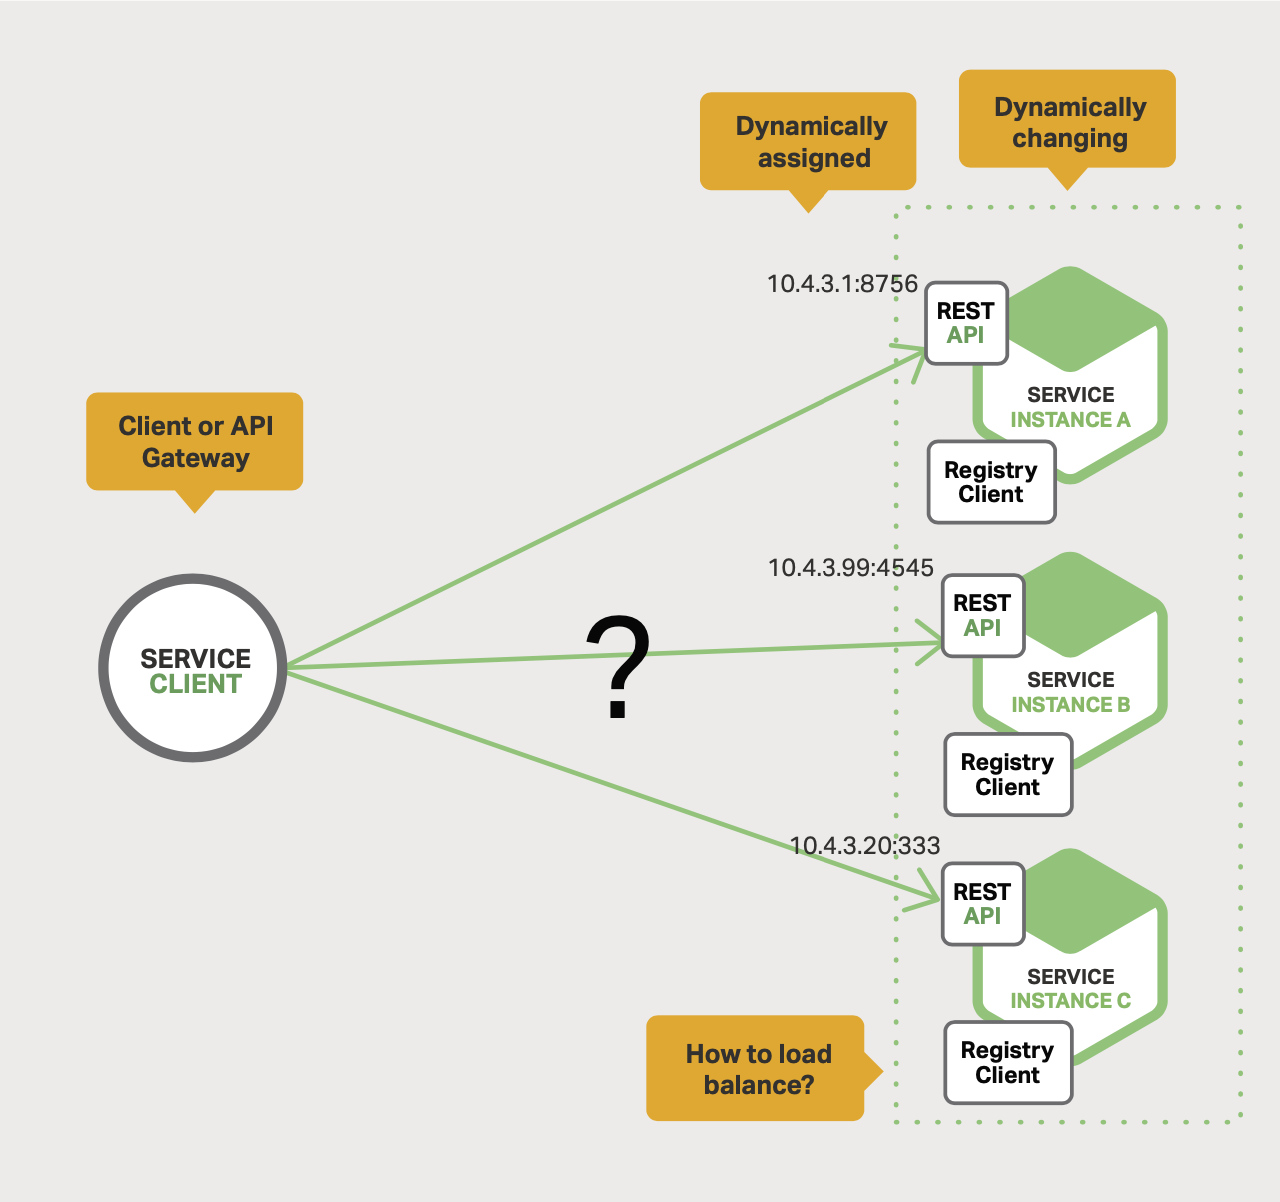 Dynamically
assigned
Dynamically
changing
10.4.3.1:8756
REST
API
SERVICE
INSTANCE A
Registry
Client
Client or API
Gateway
10.4.3.99:4545
REST
API
SERVICE
CLIENT
?
SERVICE
INSTANCE B
Registry
Client
10.4.3.20:333
REST
API
SERVICE
INSTANCE C
How to load
balance?
Registry
Client